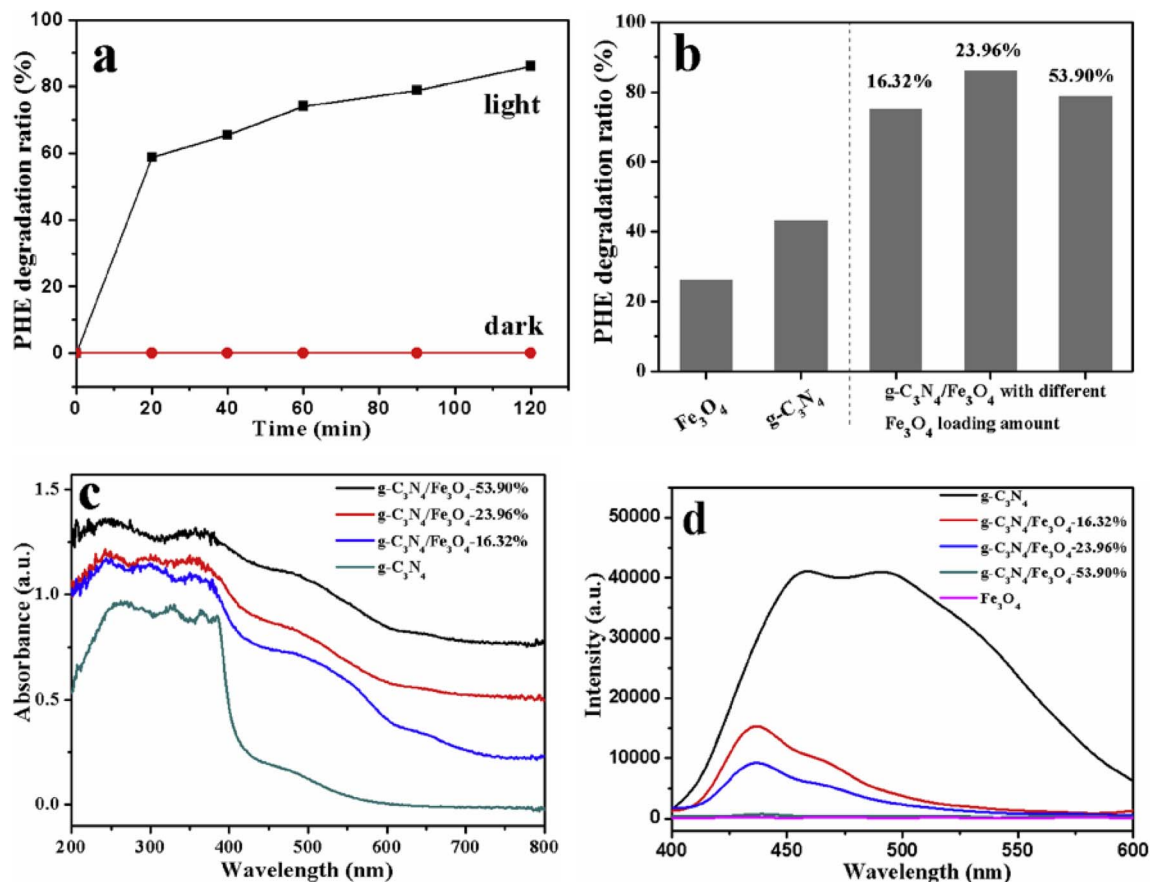 a
PHE degradation ratio (%)
100
80
60
40
20
0
light
dark
0 20 40 60 80 100 120
Time (min)
b
PHE degradation ratio (%)
100
80
60
40
20
0
16.32%
23.96%
53.90%
Fe₃O₄
g-C₃N₄
g-C₃N₄/Fe₃O₄ with different
Fe₃O₄ loading amount
c
Absorbance (a.u.)
1.5
1.0
0.5
0.0
g-C₃N₄/Fe₃O₄-53.90%
g-C₃N₄/Fe₃O₄-23.96%
g-C₃N₄/Fe₃O₄-16.32%
g-C₃N₄
200 300 400 500 600 700 800
Wavelength (nm)
d
Intensity (a.u.)
50000
40000
30000
20000
10000
0
g-C₃N₄
g-C₃N₄/Fe₃O₄-16.32%
g-C₃N₄/Fe₃O₄-23.96%
g-C₃N₄/Fe₃O₄-53.90%
Fe₃O₄
400 450 500 550 600
Wavelength (nm)